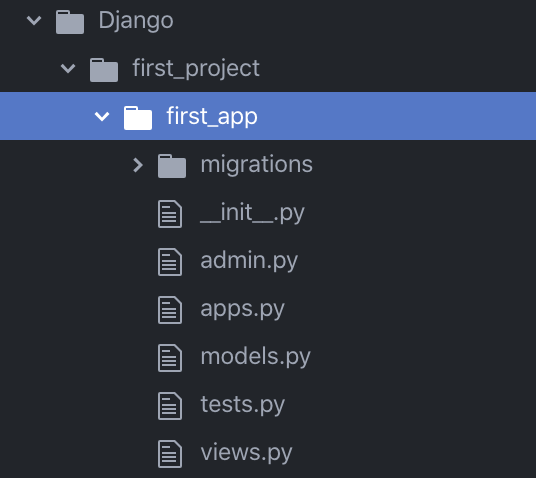 Django
first_project
first_app
migrations
__init__.py
admin.py
apps.py
models.py
tests.py
views.py